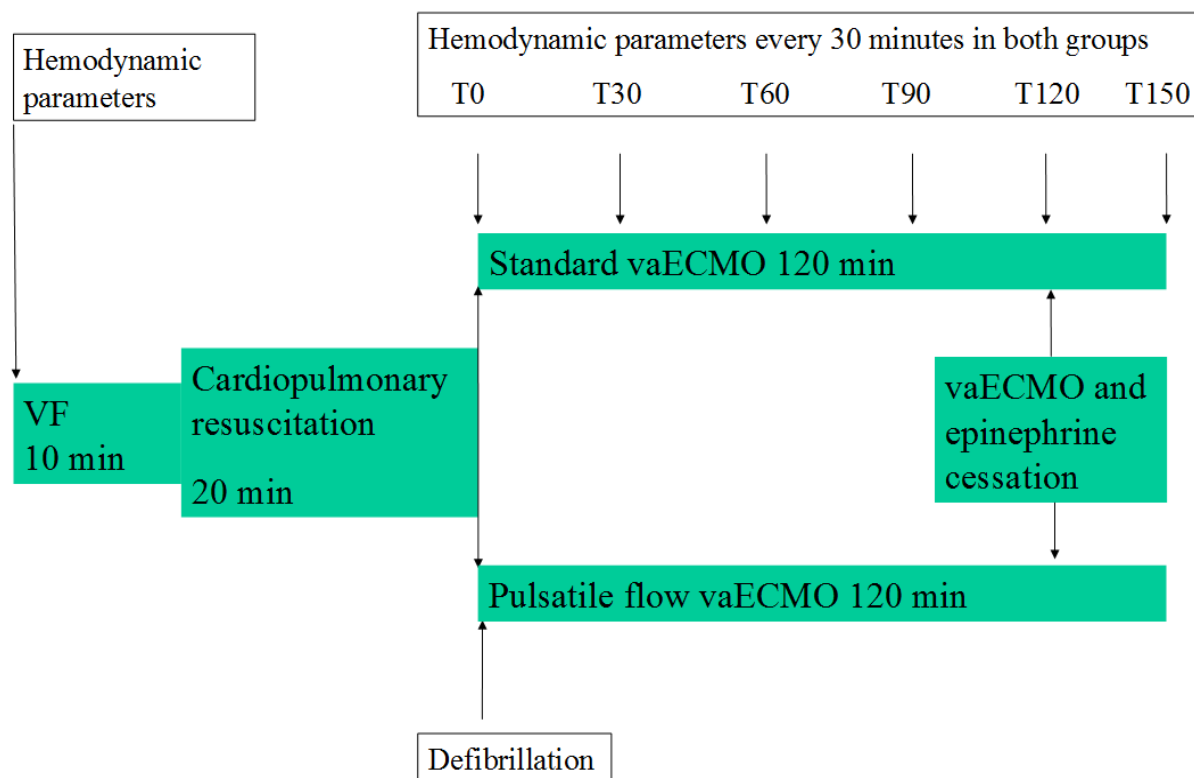 Hemodynamic
parameters
Hemodynamic parameters every 30 minutes in both groups
T0 T30 T60 T90 T120 T150
Standard vaECMO 120 min
VF
10 min
Cardiopulmonary
resuscitation
20 min
vaECMO and
epinephrine
cessation
Pulsatile flow vaECMO 120 min
Defibrillation